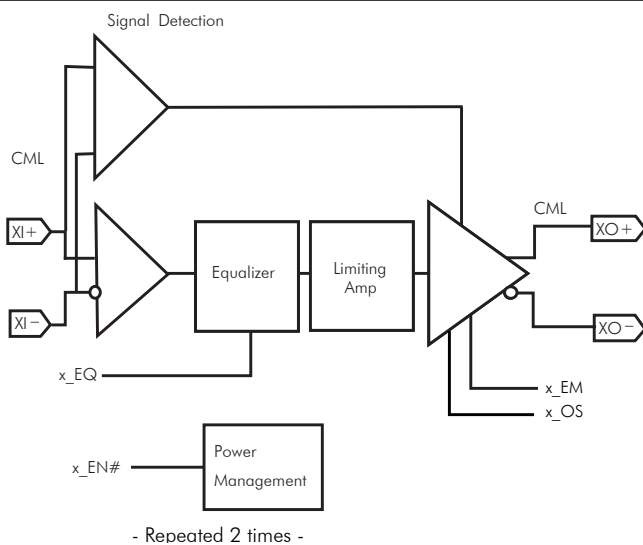 Signal Detection
CML
XI+
XI−
CML
XO+
XO−
Equalizer
Limiting
Amp
x_EQ
x_EM
x_OS
x_EN#
Power
Management
- Repeated 2 times -